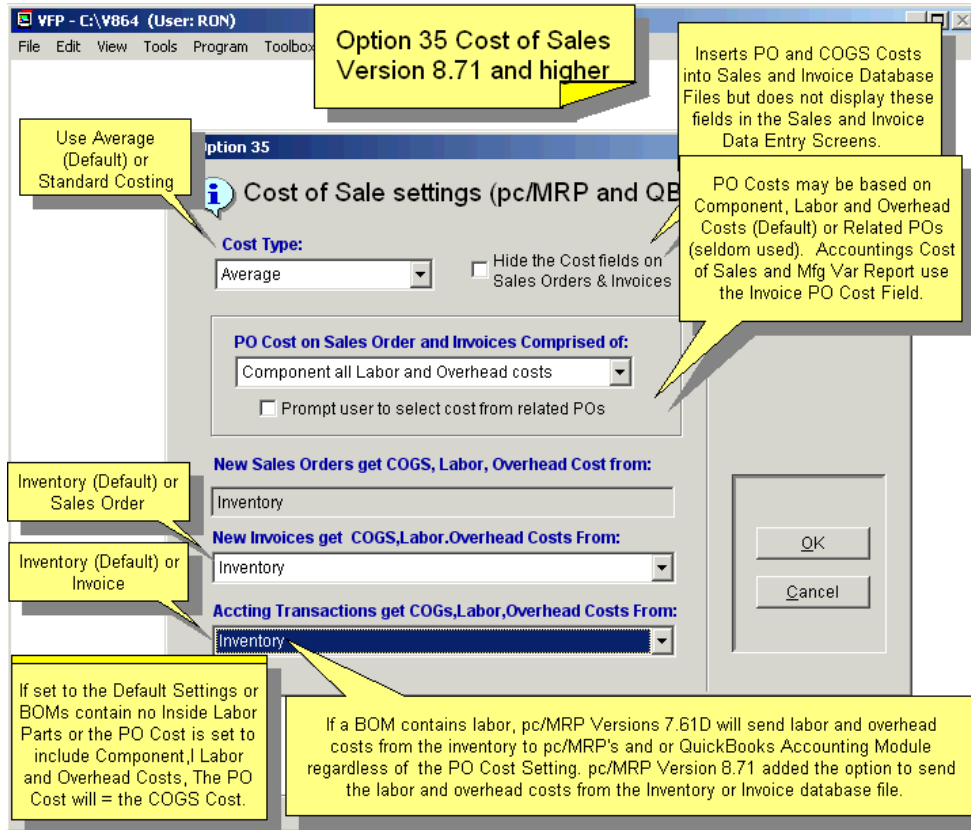 VFP - C:\V864 (User: RON)
File Edit View Tools Program Toolbox
Option 35 Cost of Sales
Version 8.71 and higher
Inserts PO and COGS Costs
into Sales and Invoice Database
Files but does not display these
fields in the Sales and Invoice
Data Entry Screens.
Use Average
(Default) or
Standard Costing
ption 35
Cost of Sale settings (pc/MRP and QB
PO Costs may be based on
Component, Labor and Overhead
Costs (Default) or Related POs
(seldom used). Accountings Cost
of Sales and Mfg Var Report use
the Invoice PO Cost Field.
Cost Type:
Average
Hide the Cost fields on
Sales Orders & Invoices
PO Cost on Sales Order and Invoices Comprised of:
Component all Labor and Overhead costs
Prompt user to select cost from related POs
New Sales Orders get COGS, Labor, Overhead Cost from:
Inventory
Inventory (Default) or
Sales Order
New Invoices get COGS,Labor.Overhead Costs From:
Inventory
Inventory (Default) or
Invoice
Accting Transactions get COGs,Labor,Overhead Costs From:
Inventory
OK
Cancel
If set to the Default Settings or
BOMs contain no Inside Labor
Parts or the PO Cost is set to
include Component,l Labor
and Overhead Costs, The PO
Cost will = the COGS Cost.
If a BOM contains labor, pc/MRP Versions 7.61D will send labor and overhead
costs from the inventory to pc/MRP's and or QuickBooks Accounting Module
regardless of the PO Cost Setting. pc/MRP Version 8.71 added the option to send
the labor and overhead costs from the Inventory or Invoice database file.